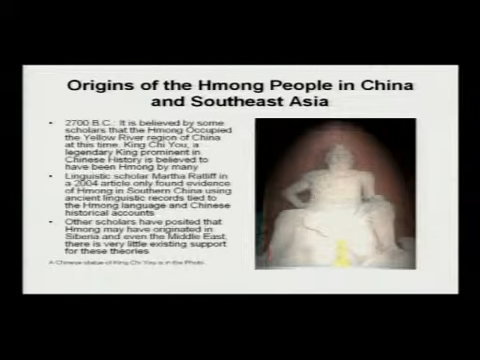 Origins of the Hmong People in China
and Southeast Asia
• 2700 B.C.: It is believed by some
scholars that the Hmong Occupied
the Yellow River region of China
at this time. King Chi You, a
legendary King prominent in
Chinese History is believed to
have been Hmong by many
• Linguistic scholar Martha Ratliff in
a 2004 article only found evidence
of Hmong in Southern China using
ancient linguistic records tied to
the Hmong language and Chinese
historical accounts
• Other scholars have posited that
Hmong may have originated in
Siberia and even the Middle East,
there is very little existing support
for these theories
A Chinese statue of King Chi You is in the Photo.